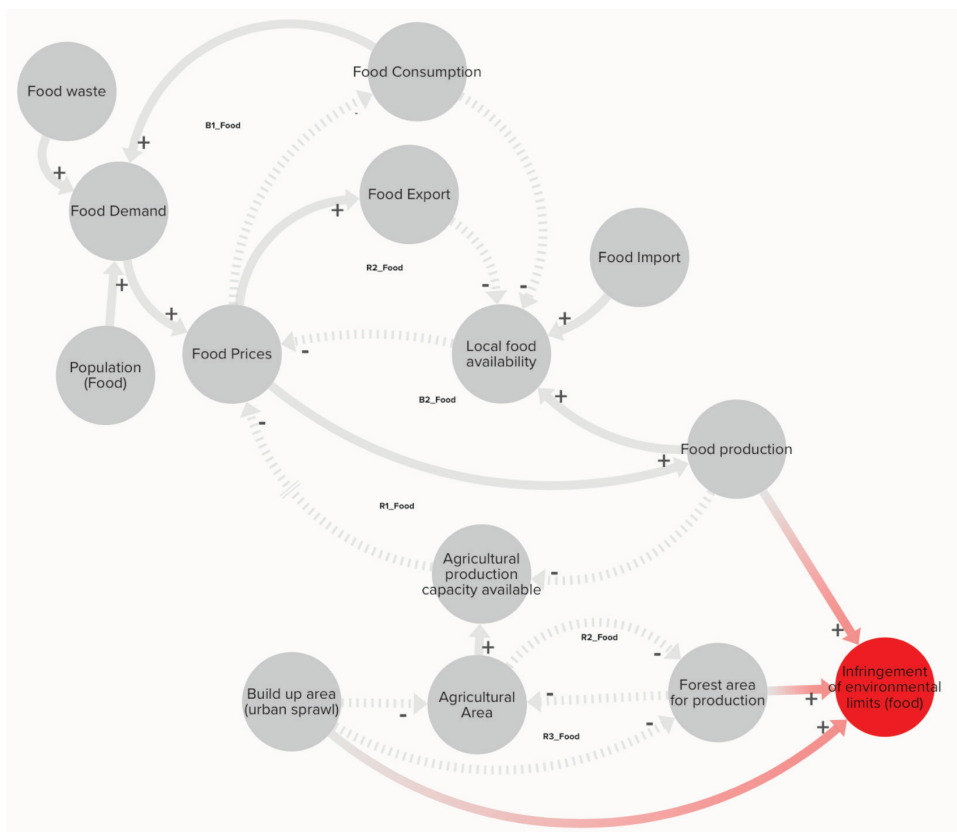 Food Consumption
Food waste
B1_Food
+
+
Food Export
Food Demand
+
R2_Food
Food Import
+
-
-
+
+
Food Prices
-
Local food
availability
Population
(Food)
B2_Food
+
-
Food production
+
R1_Food
Agricultural
production
capacity available
-
+
R2_Food
-
+
Infringement
of environmental
limits (food)
Build up area
(urban sprawl)
-
Agricultural
Area
-
Forest area
for production
+
-
+
R3_Food